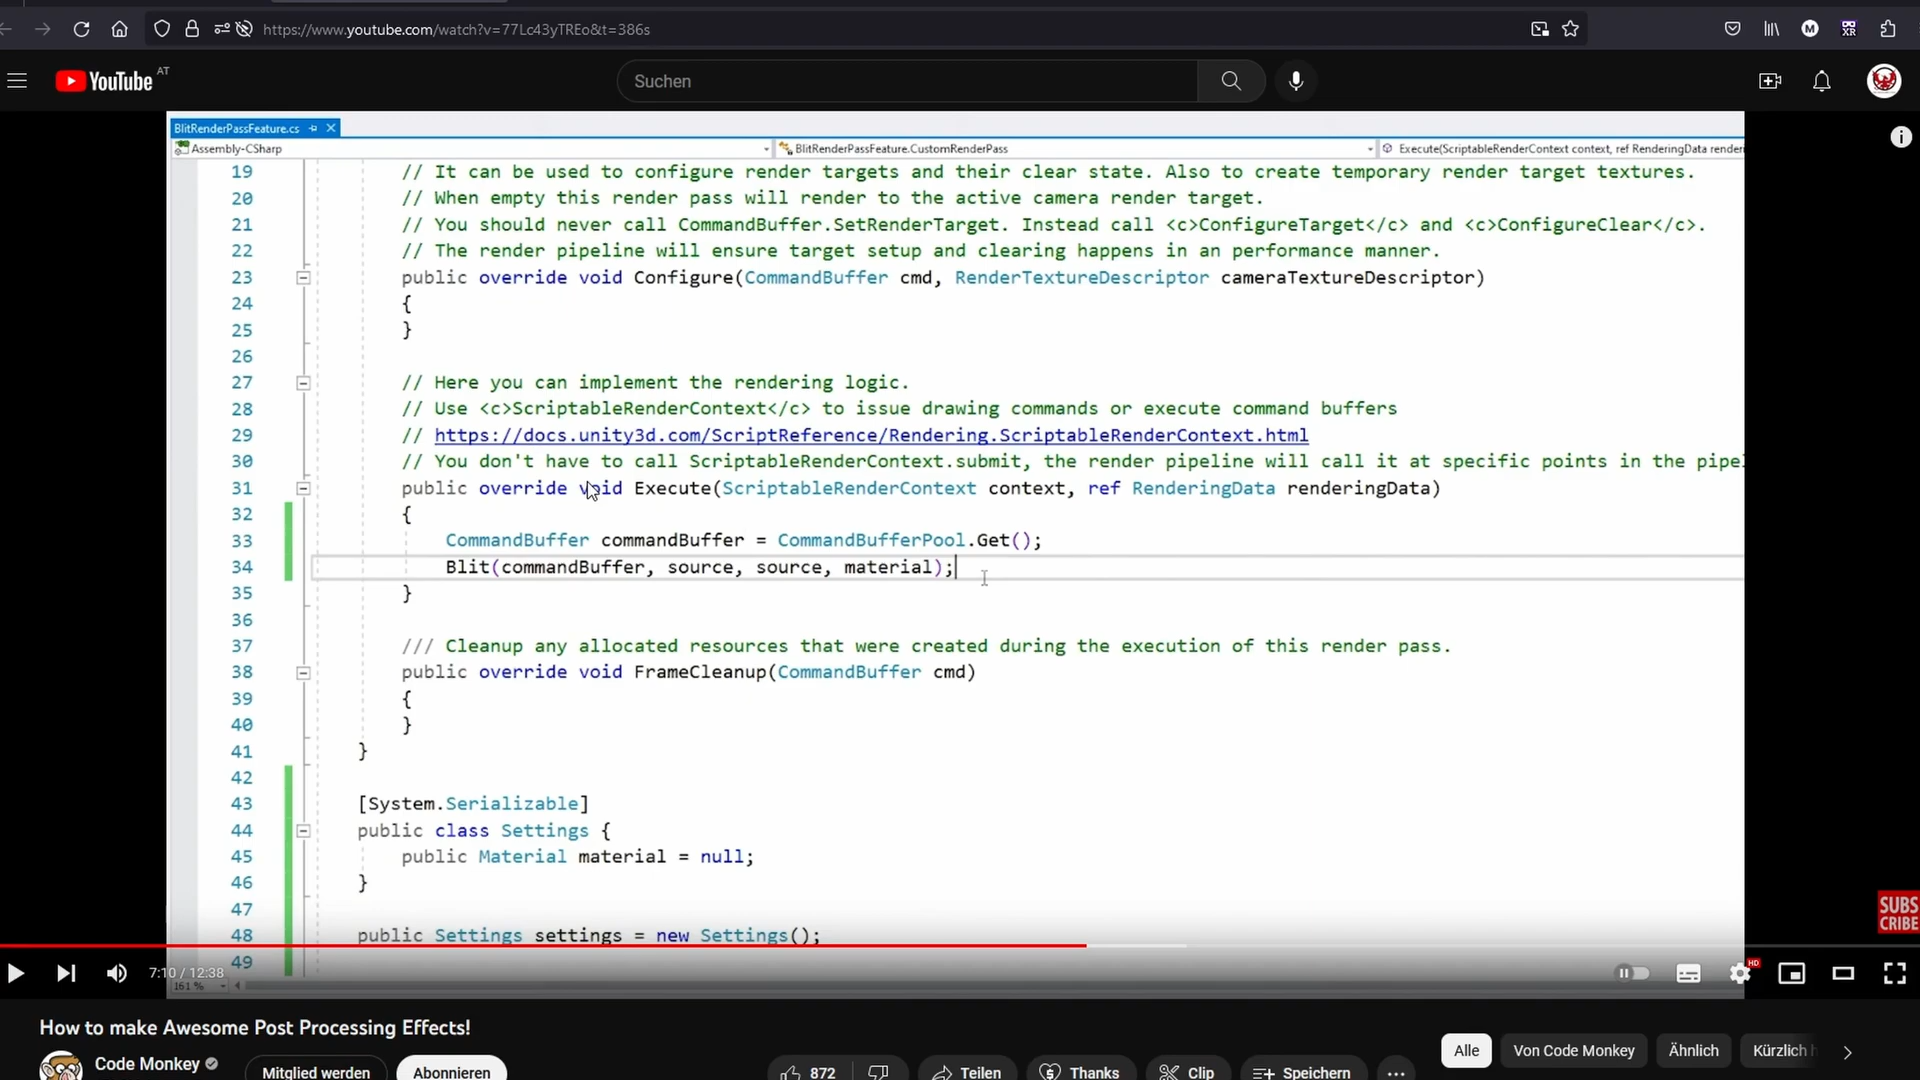 https://www.youtube.com/watch?v=77Lc43yTREo&t=386s
M
XR
YouTube AT
Suchen
BlitRenderPassFeature.cs
Assembly-CSharp
BlitRenderPassFeature.CustomRenderPass
Execute(ScriptableRenderContext context, ref RenderingData renderin
19 // It can be used to configure render targets and their clear state. Also to create temporary render target textures.
20 // When empty this render pass will render to the active camera render target.
21 // You should never call CommandBuffer.SetRenderTarget. Instead call <c>ConfigureTarget</c> and <c>ConfigureClear</c>.
22 // The render pipeline will ensure target setup and clearing happens in an performance manner.
23 public override void Configure(CommandBuffer cmd, RenderTextureDescriptor cameraTextureDescriptor)
24 {
25 }
26
27 // Here you can implement the rendering logic.
28 // Use <c>ScriptableRenderContext</c> to issue drawing commands or execute command buffers
29 // https://docs.unity3d.com/ScriptReference/Rendering.ScriptableRenderContext.html
30 // You don't have to call ScriptableRenderContext.submit, the render pipeline will call it at specific points in the pipel
31 public override void Execute(ScriptableRenderContext context, ref RenderingData renderingData)
32 {
33 CommandBuffer commandBuffer = CommandBufferPool.Get();
34 Blit(commandBuffer, source, source, material);
35 }
36
37 /// Cleanup any allocated resources that were created during the execution of this render pass.
38 public override void FrameCleanup(CommandBuffer cmd)
39 {
40 }
41 }
42
43 [System.Serializable]
44 public class Settings {
45 public Material material = null;
46 }
47
48 public Settings settings = new Settings();
49
SUBS
CRIBE
7:10 / 12:38
HD
161 %
How to make Awesome Post Processing Effects!
Code Monkey
Mitglied werden
Abonnieren
872
Teilen
Thanks
Clip
Speichern
Alle
Von Code Monkey
Ähnlich
Kürzlich h